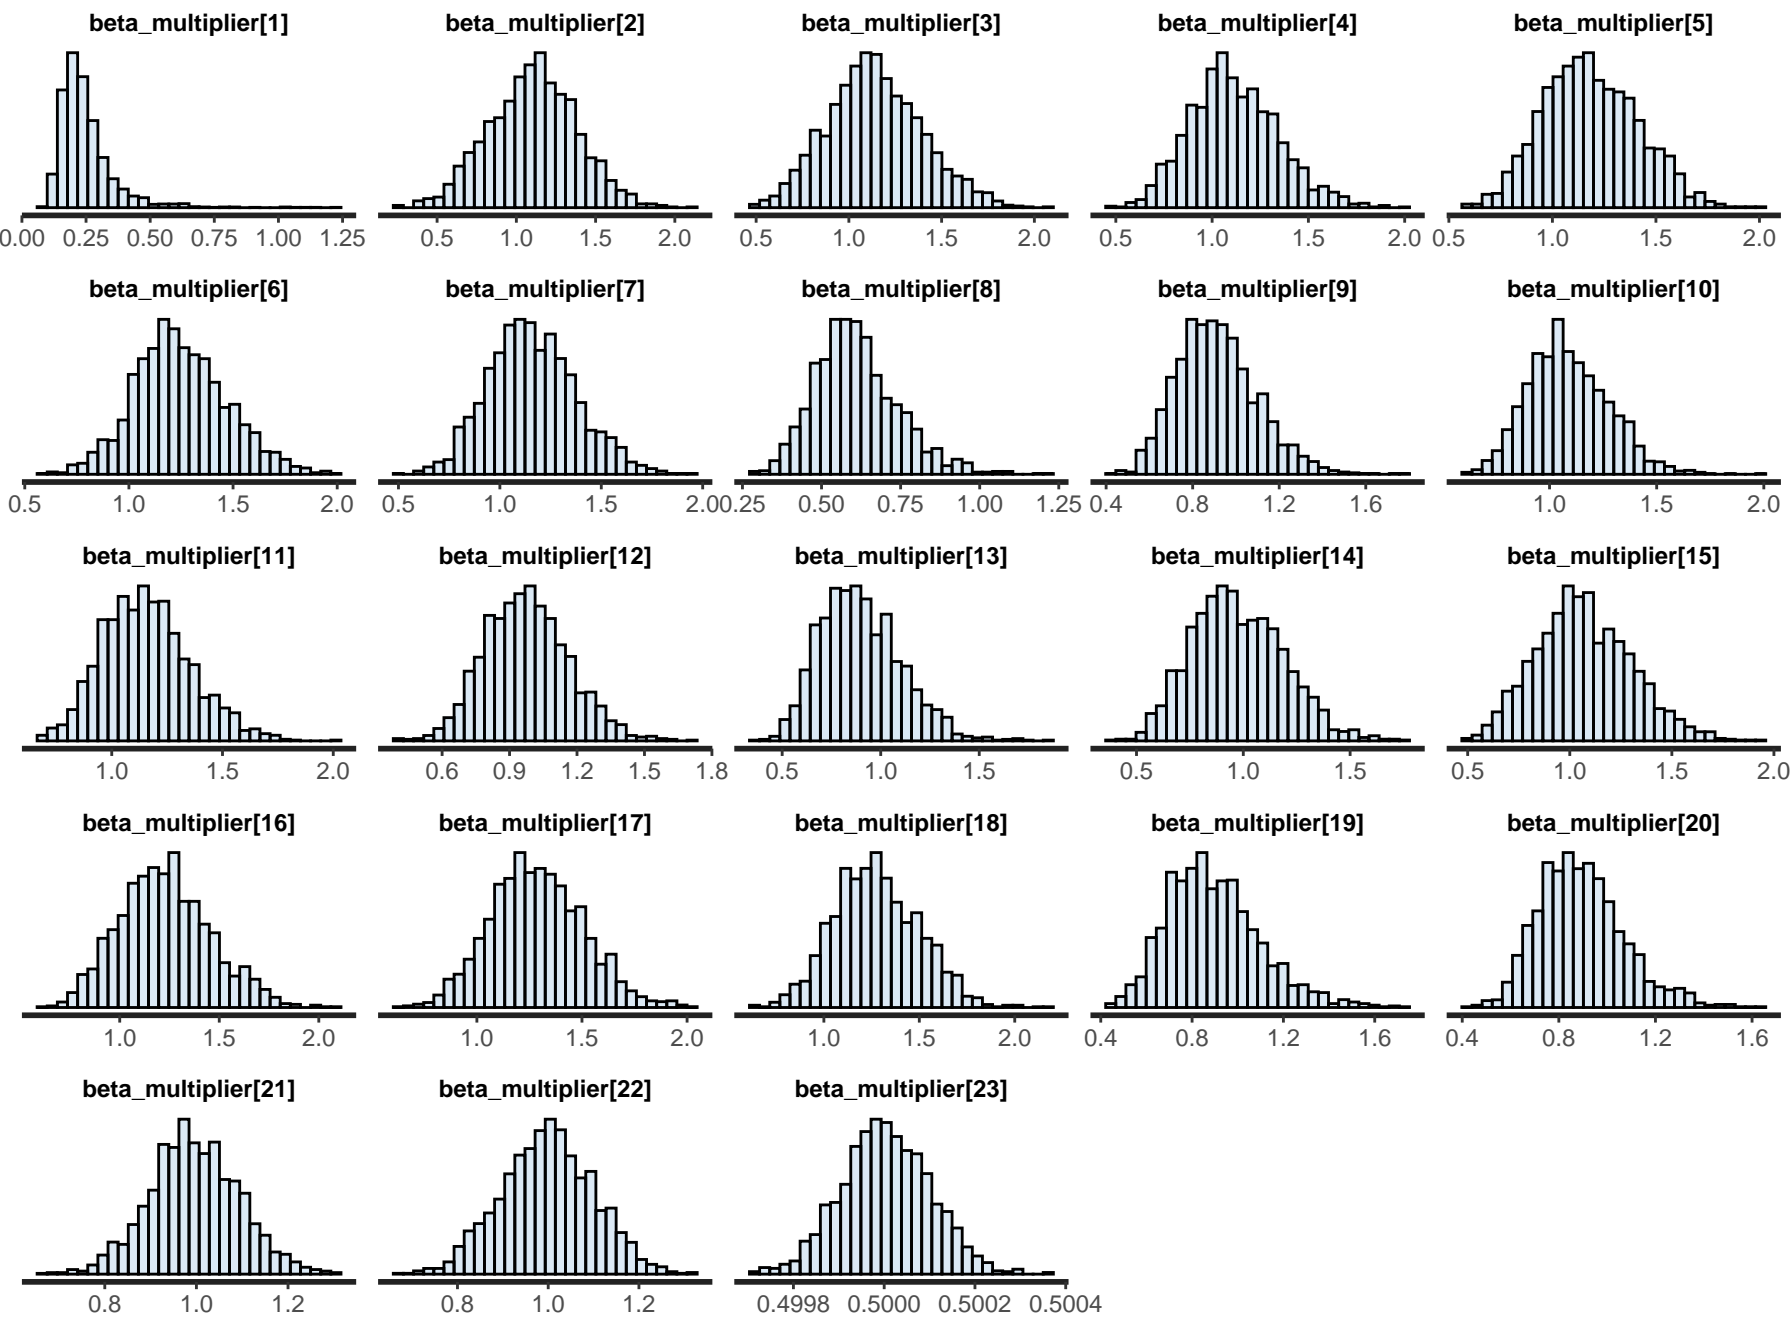 beta_multiplier[1] beta_multiplier[2] beta_multiplier[3] beta_multiplier[4] beta_multiplier[5]
0.00 0.25 0.50 0.75 1.00 1.25 0.5 1.0 1.5 2.0 0.5 1.0 1.5 2.0 0.5 1.0 1.5 2.0 0.5 1.0 1.5 2.0
beta_multiplier[6] beta_multiplier[7] beta_multiplier[8] beta_multiplier[9] beta_multiplier[10]
0.5 1.0 1.5 2.0 0.5 1.0 1.5 2.0 0.25 0.50 0.75 1.00 1.25 0.4 0.8 1.2 1.6 1.0 1.5 2.0
beta_multiplier[11] beta_multiplier[12] beta_multiplier[13] beta_multiplier[14] beta_multiplier[15]
1.0 1.5 2.0 0.6 0.9 1.2 1.5 1.8 0.5 1.0 1.5 0.5 1.0 1.5 0.5 1.0 1.5 2.0
beta_multiplier[16] beta_multiplier[17] beta_multiplier[18] beta_multiplier[19] beta_multiplier[20]
1.0 1.5 2.0 1.0 1.5 2.0 1.0 1.5 2.0 0.4 0.8 1.2 1.6 0.4 0.8 1.2 1.6
beta_multiplier[21] beta_multiplier[22] beta_multiplier[23]
0.8 1.0 1.2 0.8 1.0 1.2 0.4998 0.5000 0.5002 0.5004